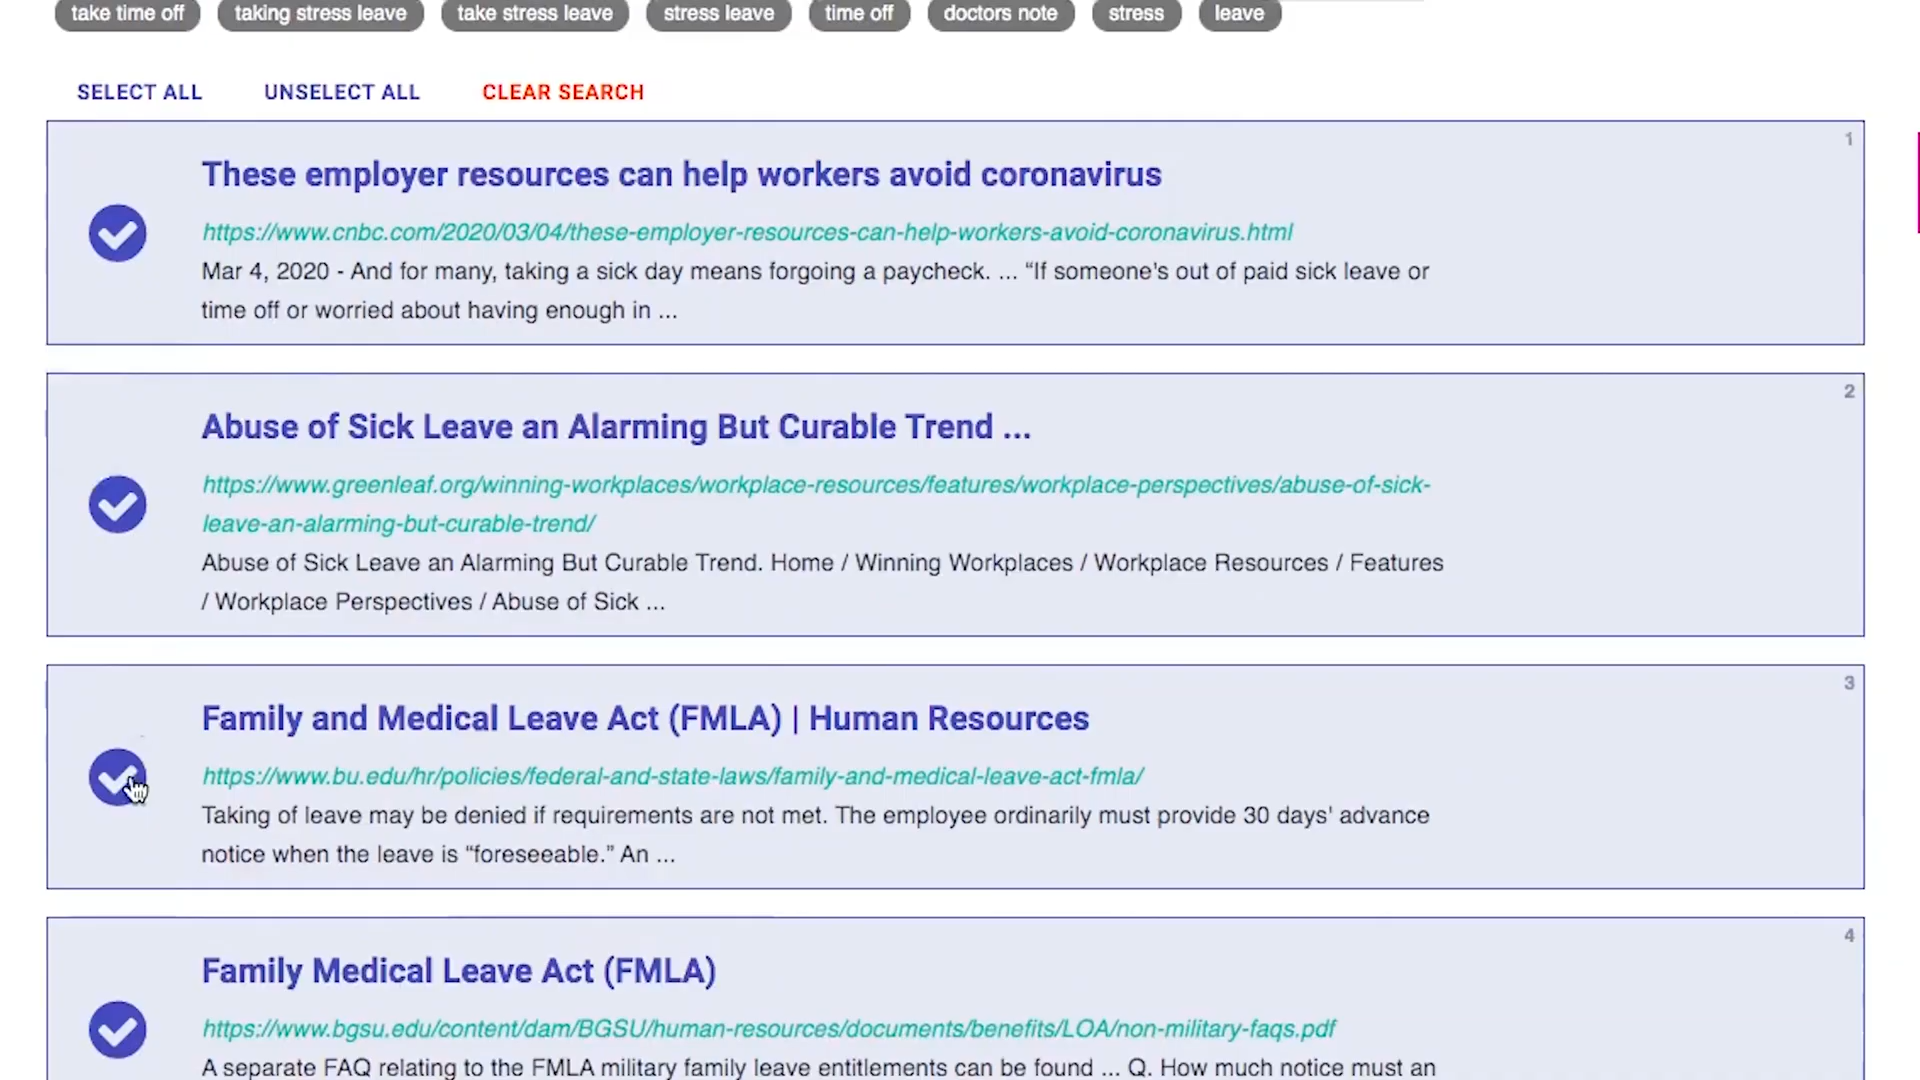 take time off
taking stress leave
take stress leave
stress leave
time off
doctors note
stress
leave
SELECT ALL
UNSELECT ALL
CLEAR SEARCH
1
These employer resources can help workers avoid coronavirus
https://www.cnbc.com/2020/03/04/these-employer-resources-can-help-workers-avoid-coronavirus.html
Mar 4, 2020 - And for many, taking a sick day means forgoing a paycheck. ... “If someone's out of paid sick leave or
time off or worried about having enough in ...
2
Abuse of Sick Leave an Alarming But Curable Trend ...
https://www.greenleaf.org/winning-workplaces/workplace-resources/features/workplace-perspectives/abuse-of-sick-
leave-an-alarming-but-curable-trend/
Abuse of Sick Leave an Alarming But Curable Trend. Home / Winning Workplaces / Workplace Resources / Features
/ Workplace Perspectives / Abuse of Sick ...
3
Family and Medical Leave Act (FMLA) | Human Resources
https://www.bu.edu/hr/policies/federal-and-state-laws/family-and-medical-leave-act-fmla/
Taking of leave may be denied if requirements are not met. The employee ordinarily must provide 30 days' advance
notice when the leave is “foreseeable.” An ...
4
Family Medical Leave Act (FMLA)
https://www.bgsu.edu/content/dam/BGSU/human-resources/documents/benefits/LOA/non-military-faqs.pdf
A separate FAQ relating to the FMLA military family leave entitlements can be found ... Q. How much notice must an